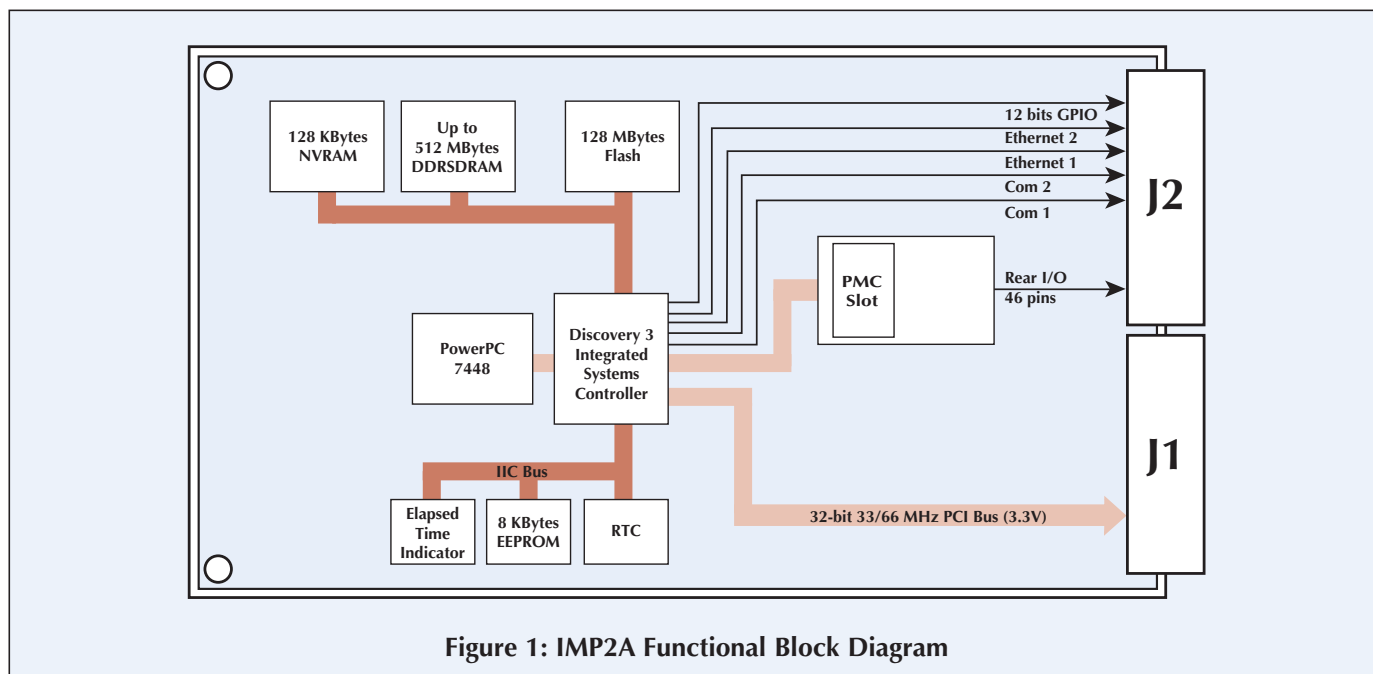 128 KBytes
NVRAM
Up to
512 MBytes
DDRSDRAM
128 MBytes
Flash
12 bits GPIO
Ethernet 2
Ethernet 1
Com 2
Com 1
J2
PMC
Slot
Rear I/O
46 pins
PowerPC
7448
Discovery 3
Integrated
Systems
Controller
J1
IIC Bus
Elapsed
Time
Indicator
8 KBytes
EEPROM
RTC
32-bit 33/66 MHz PCI Bus (3.3V)
Figure 1: IMP2A Functional Block Diagram